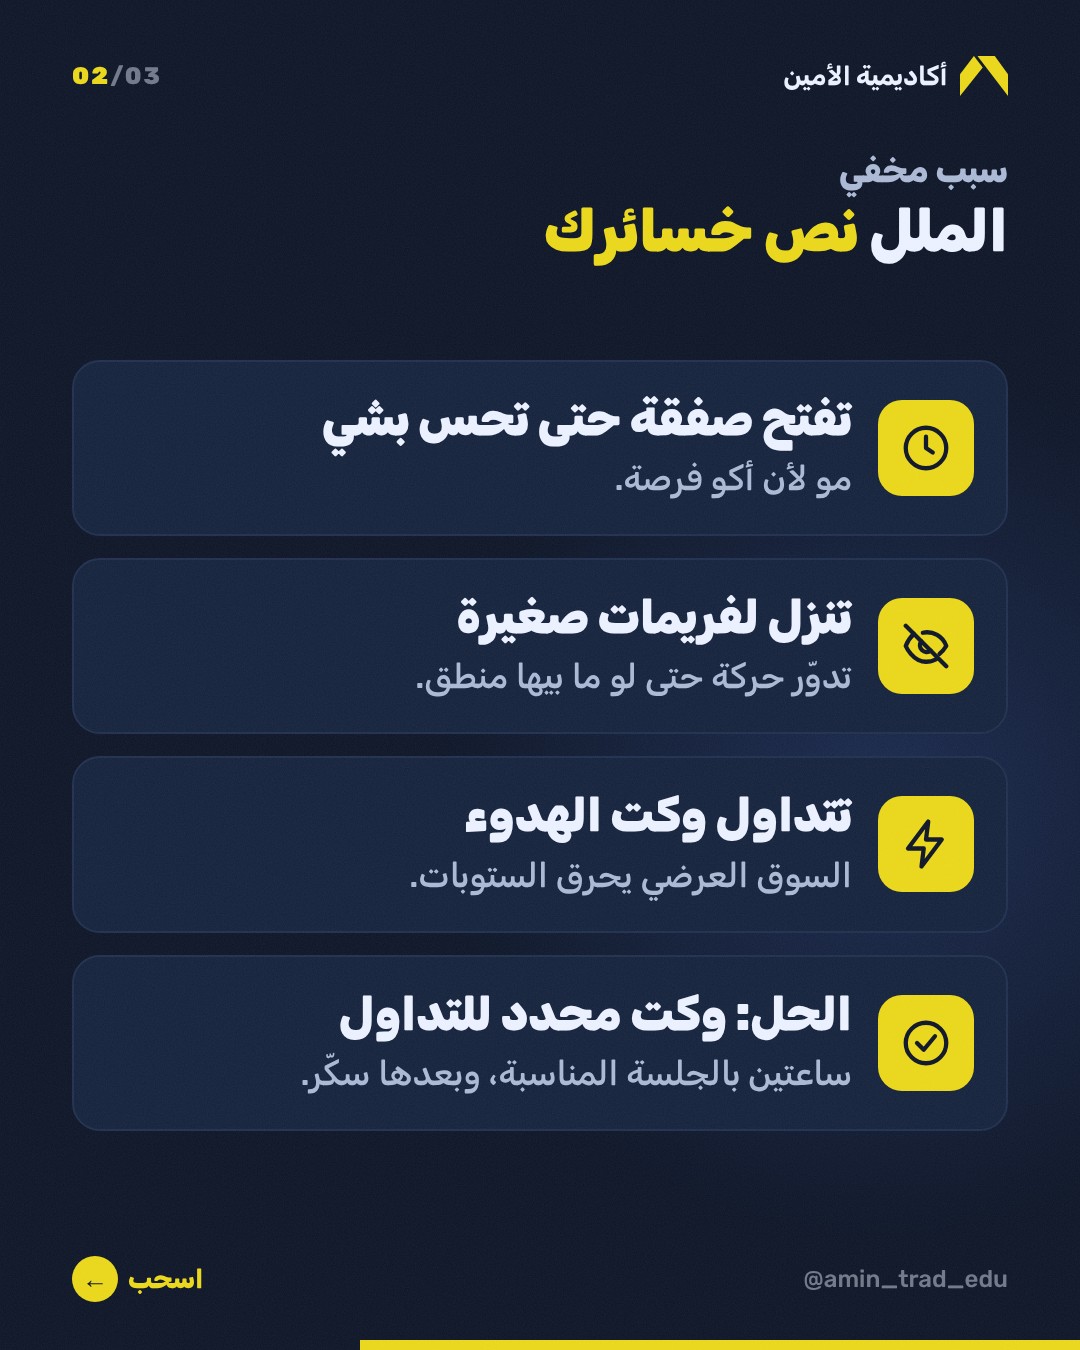 أكاديمية الأمين
02/03
سبب مخفي
الملل نص خسائرك
تفتح صفقة حتى تحس بشي
مو لأن أكو فرصة.
تنزل لفريمات صغيرة
تدوّر حركة حتى لو ما بيها منطق.
تتداول وكت الهدوء
السوق العرضي يحرق الستوبات.
الحل: وكت محدد للتداول
ساعتين بالجلسة المناسبة، وبعدها سكّر.
@amin_trad_edu
اسحب ←